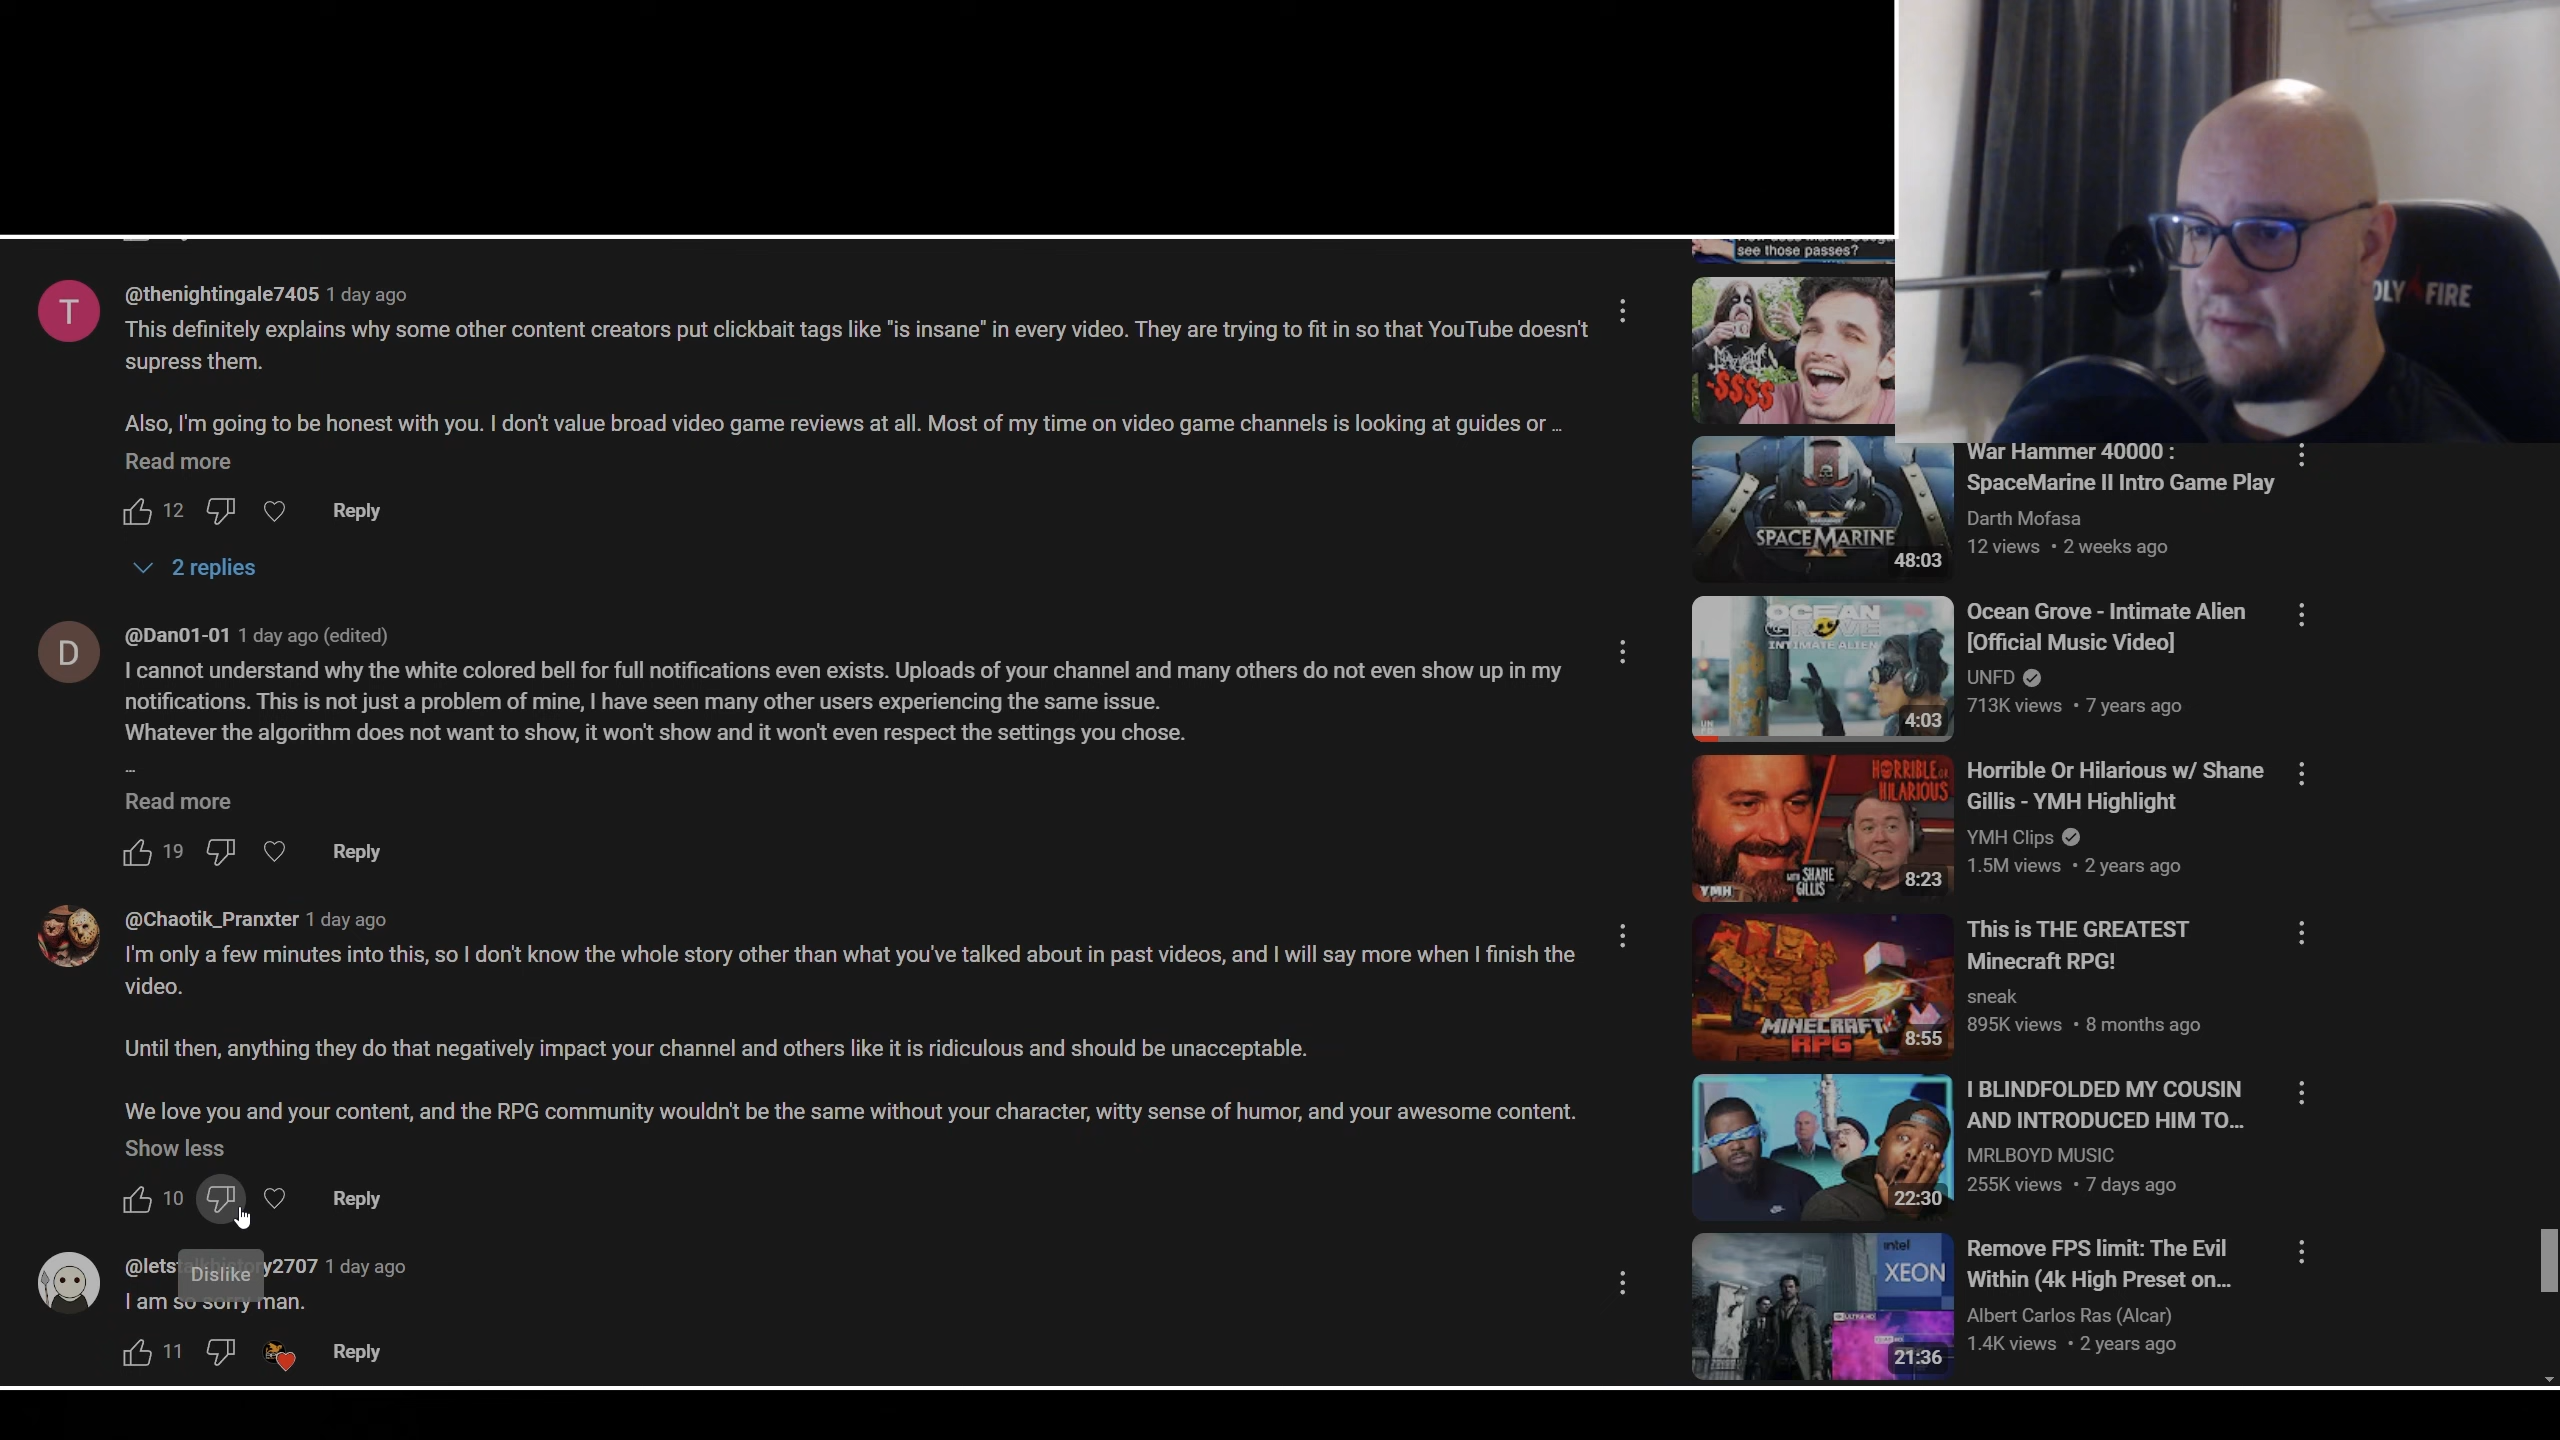 see those passes?
OLY FIRE
T
@thenightingale7405 1 day ago
This definitely explains why some other content creators put clickbait tags like "is insane" in every video. They are trying to fit in so that YouTube doesn't
supress them.
Also, I'm going to be honest with you. I don't value broad video game reviews at all. Most of my time on video game channels is looking at guides or ...
Read more
12 Reply
2 replies
D
@Dan01-01 1 day ago (edited)
I cannot understand why the white colored bell for full notifications even exists. Uploads of your channel and many others do not even show up in my
notifications. This is not just a problem of mine, I have seen many other users experiencing the same issue.
Whatever the algorithm does not want to show, it won't show and it won't even respect the settings you chose.
...
Read more
19 Reply
@Chaotik_Pranxter 1 day ago
I'm only a few minutes into this, so I don't know the whole story other than what you've talked about in past videos, and I will say more when I finish the
video.
Until then, anything they do that negatively impact your channel and others like it is ridiculous and should be unacceptable.
We love you and your content, and the RPG community wouldn't be the same without your character, witty sense of humor, and your awesome content.
Show less
10 Reply
@letstalkhistory2707 1 day ago
Dislike
I am so sorry man.
11 Reply
-$$$$
SPACE MARINE
48:03
War Hammer 40000 :
SpaceMarine II Intro Game Play
Darth Mofasa
12 views • 2 weeks ago
OCEAN
GROVE
INTIMATE ALIEN
4:03
Ocean Grove - Intimate Alien
[Official Music Video]
UNFD
713K views • 7 years ago
HORRIBLE OR
HILARIOUS
WITH SHANE
GILLIS
YMH
8:23
Horrible Or Hilarious w/ Shane
Gillis - YMH Highlight
YMH Clips
1.5M views • 2 years ago
MINECRAFT
RPG
8:55
This is THE GREATEST
Minecraft RPG!
sneak
895K views • 8 months ago
22:30
I BLINDFOLDED MY COUSIN
AND INTRODUCED HIM TO...
MRLBOYD MUSIC
255K views • 7 days ago
intel
XEON
21:36
Remove FPS limit: The Evil
Within (4k High Preset on...
Albert Carlos Ras (Alcar)
1.4K views • 2 years ago